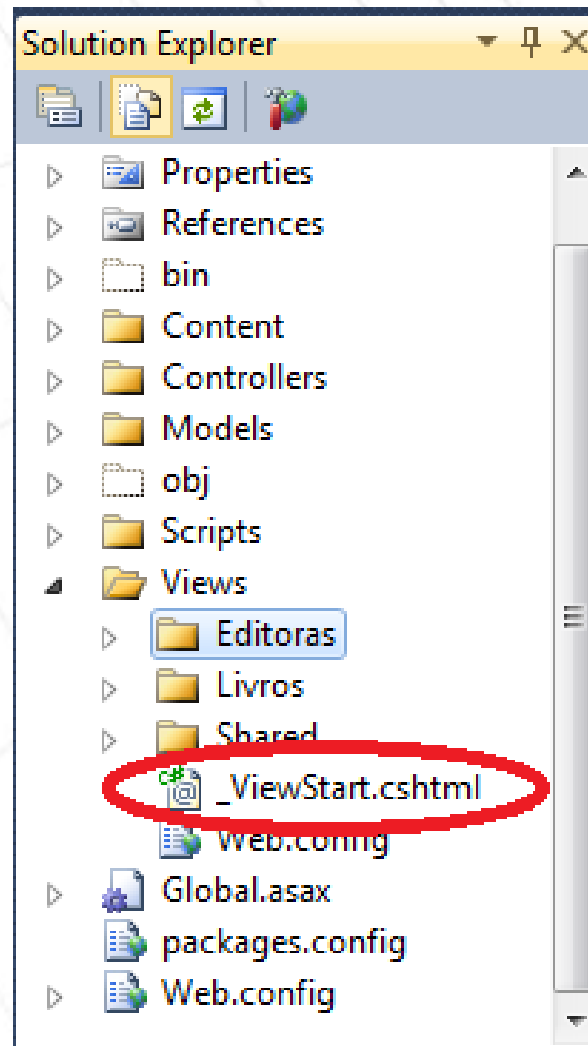 Solution Explorer
Properties
References
bin
Content
Controllers
Models
obj
Scripts
Views
Editoras
Livros
Shared
_ViewStart.cshtml
Web.config
Global.asax
packages.config
Web.config